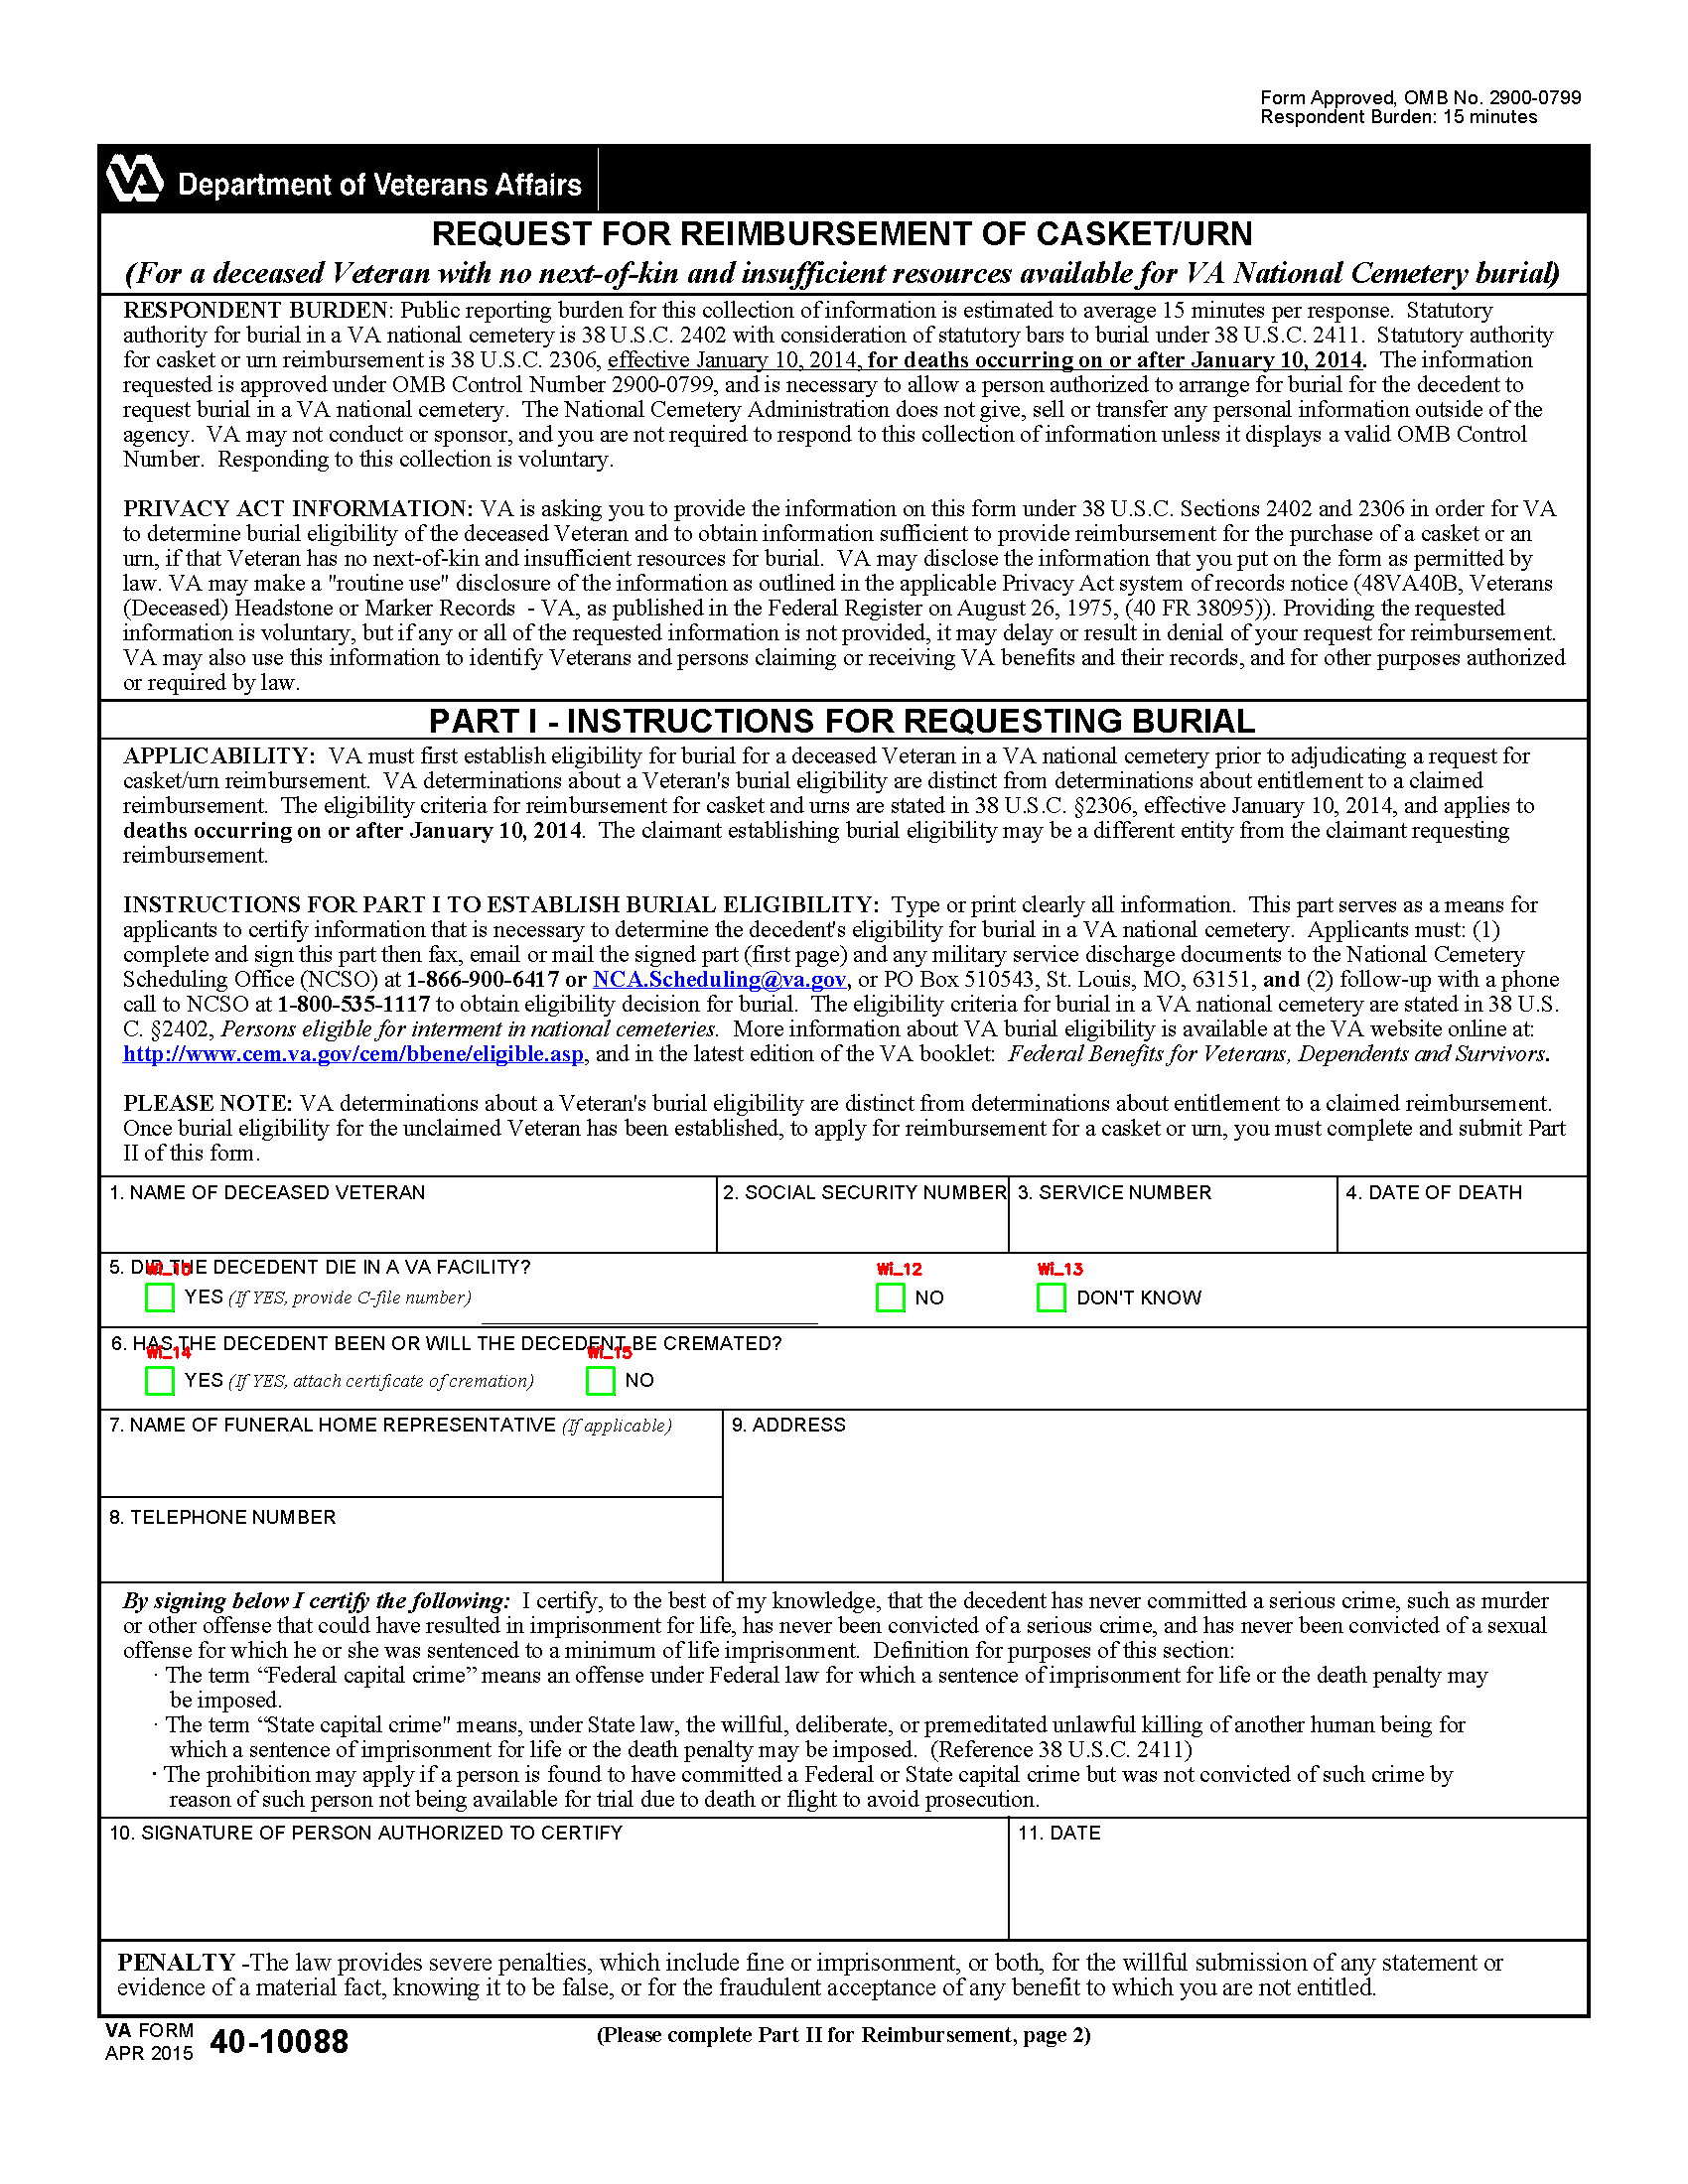 Form Approved, OMB No. 2900-0799
Respondent Burden: 15 minutes
VA Department of Veterans Affairs
REQUEST FOR REIMBURSEMENT OF CASKET/URN
(For a deceased Veteran with no next-of-kin and insufficient resources available for VA National Cemetery burial)
RESPONDENT BURDEN: Public reporting burden for this collection of information is estimated to average 15 minutes per response. Statutory
authority for burial in a VA national cemetery is 38 U.S.C. 2402 with consideration of statutory bars to burial under 38 U.S.C. 2411. Statutory authority
for casket or urn reimbursement is 38 U.S.C. 2306, effective January 10, 2014, for deaths occurring on or after January 10, 2014. The information
requested is approved under OMB Control Number 2900-0799, and is necessary to allow a person authorized to arrange for burial for the decedent to
request burial in a VA national cemetery. The National Cemetery Administration does not give, sell or transfer any personal information outside of the
agency. VA may not conduct or sponsor, and you are not required to respond to this collection of information unless it displays a valid OMB Control
Number. Responding to this collection is voluntary.
PRIVACY ACT INFORMATION: VA is asking you to provide the information on this form under 38 U.S.C. Sections 2402 and 2306 in order for VA
to determine burial eligibility of the deceased Veteran and to obtain information sufficient to provide reimbursement for the purchase of a casket or an
urn, if that Veteran has no next-of-kin and insufficient resources for burial. VA may disclose the information that you put on the form as permitted by
law. VA may make a "routine use" disclosure of the information as outlined in the applicable Privacy Act system of records notice (48VA40B, Veterans
(Deceased) Headstone or Marker Records - VA, as published in the Federal Register on August 26, 1975, (40 FR 38095)). Providing the requested
information is voluntary, but if any or all of the requested information is not provided, it may delay or result in denial of your request for reimbursement.
VA may also use this information to identify Veterans and persons claiming or receiving VA benefits and their records, and for other purposes authorized
or required by law.
PART I - INSTRUCTIONS FOR REQUESTING BURIAL
APPLICABILITY: VA must first establish eligibility for burial for a deceased Veteran in a VA national cemetery prior to adjudicating a request for
casket/urn reimbursement. VA determinations about a Veteran's burial eligibility are distinct from determinations about entitlement to a claimed
reimbursement. The eligibility criteria for reimbursement for casket and urns are stated in 38 U.S.C. §2306, effective January 10, 2014, and applies to
deaths occurring on or after January 10, 2014. The claimant establishing burial eligibility may be a different entity from the claimant requesting
reimbursement.
INSTRUCTIONS FOR PART I TO ESTABLISH BURIAL ELIGIBILITY: Type or print clearly all information. This part serves as a means for
applicants to certify information that is necessary to determine the decedent's eligibility for burial in a VA national cemetery. Applicants must: (1)
complete and sign this part then fax, email or mail the signed part (first page) and any military service discharge documents to the National Cemetery
Scheduling Office (NCSO) at 1-866-900-6417 or NCA.Scheduling@va.gov, or PO Box 510543, St. Louis, MO, 63151, and (2) follow-up with a phone
call to NCSO at 1-800-535-1117 to obtain eligibility decision for burial. The eligibility criteria for burial in a VA national cemetery are stated in 38 U.S.
C. §2402, Persons eligible for interment in national cemeteries. More information about VA burial eligibility is available at the VA website online at:
http://www.cem.va.gov/cem/bbene/eligible.asp, and in the latest edition of the VA booklet: Federal Benefits for Veterans, Dependents and Survivors.
PLEASE NOTE: VA determinations about a Veteran's burial eligibility are distinct from determinations about entitlement to a claimed reimbursement.
Once burial eligibility for the unclaimed Veteran has been established, to apply for reimbursement for a casket or urn, you must complete and submit Part
II of this form.
1. NAME OF DECEASED VETERAN 2. SOCIAL SECURITY NUMBER 3. SERVICE NUMBER 4. DATE OF DEATH
5. DID THE DECEDENT DIE IN A VA FACILITY?
Wi_10 Wi_12 Wi_13
YES (If YES, provide C-file number) NO DON'T KNOW
6. HAS THE DECEDENT BEEN OR WILL THE DECEDENT BE CREMATED?
Wi_14 Wi_15
YES (If YES, attach certificate of cremation) NO
7. NAME OF FUNERAL HOME REPRESENTATIVE (If applicable) 9. ADDRESS
8. TELEPHONE NUMBER
By signing below I certify the following: I certify, to the best of my knowledge, that the decedent has never committed a serious crime, such as murder
or other offense that could have resulted in imprisonment for life, has never been convicted of a serious crime, and has never been convicted of a sexual
offense for which he or she was sentenced to a minimum of life imprisonment. Definition for purposes of this section:
· The term “Federal capital crime” means an offense under Federal law for which a sentence of imprisonment for life or the death penalty may
be imposed.
· The term “State capital crime" means, under State law, the willful, deliberate, or premeditated unlawful killing of another human being for
which a sentence of imprisonment for life or the death penalty may be imposed. (Reference 38 U.S.C. 2411)
· The prohibition may apply if a person is found to have committed a Federal or State capital crime but was not convicted of such crime by
reason of such person not being available for trial due to death or flight to avoid prosecution.
10. SIGNATURE OF PERSON AUTHORIZED TO CERTIFY 11. DATE
PENALTY -The law provides severe penalties, which include fine or imprisonment, or both, for the willful submission of any statement or
evidence of a material fact, knowing it to be false, or for the fraudulent acceptance of any benefit to which you are not entitled.
VA FORM
APR 2015 40-10088 (Please complete Part II for Reimbursement, page 2)